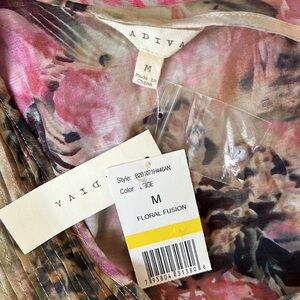 ADIVA
M
Made in
China
ADIVA
Style:
Color:
M
FLORAL FUSION